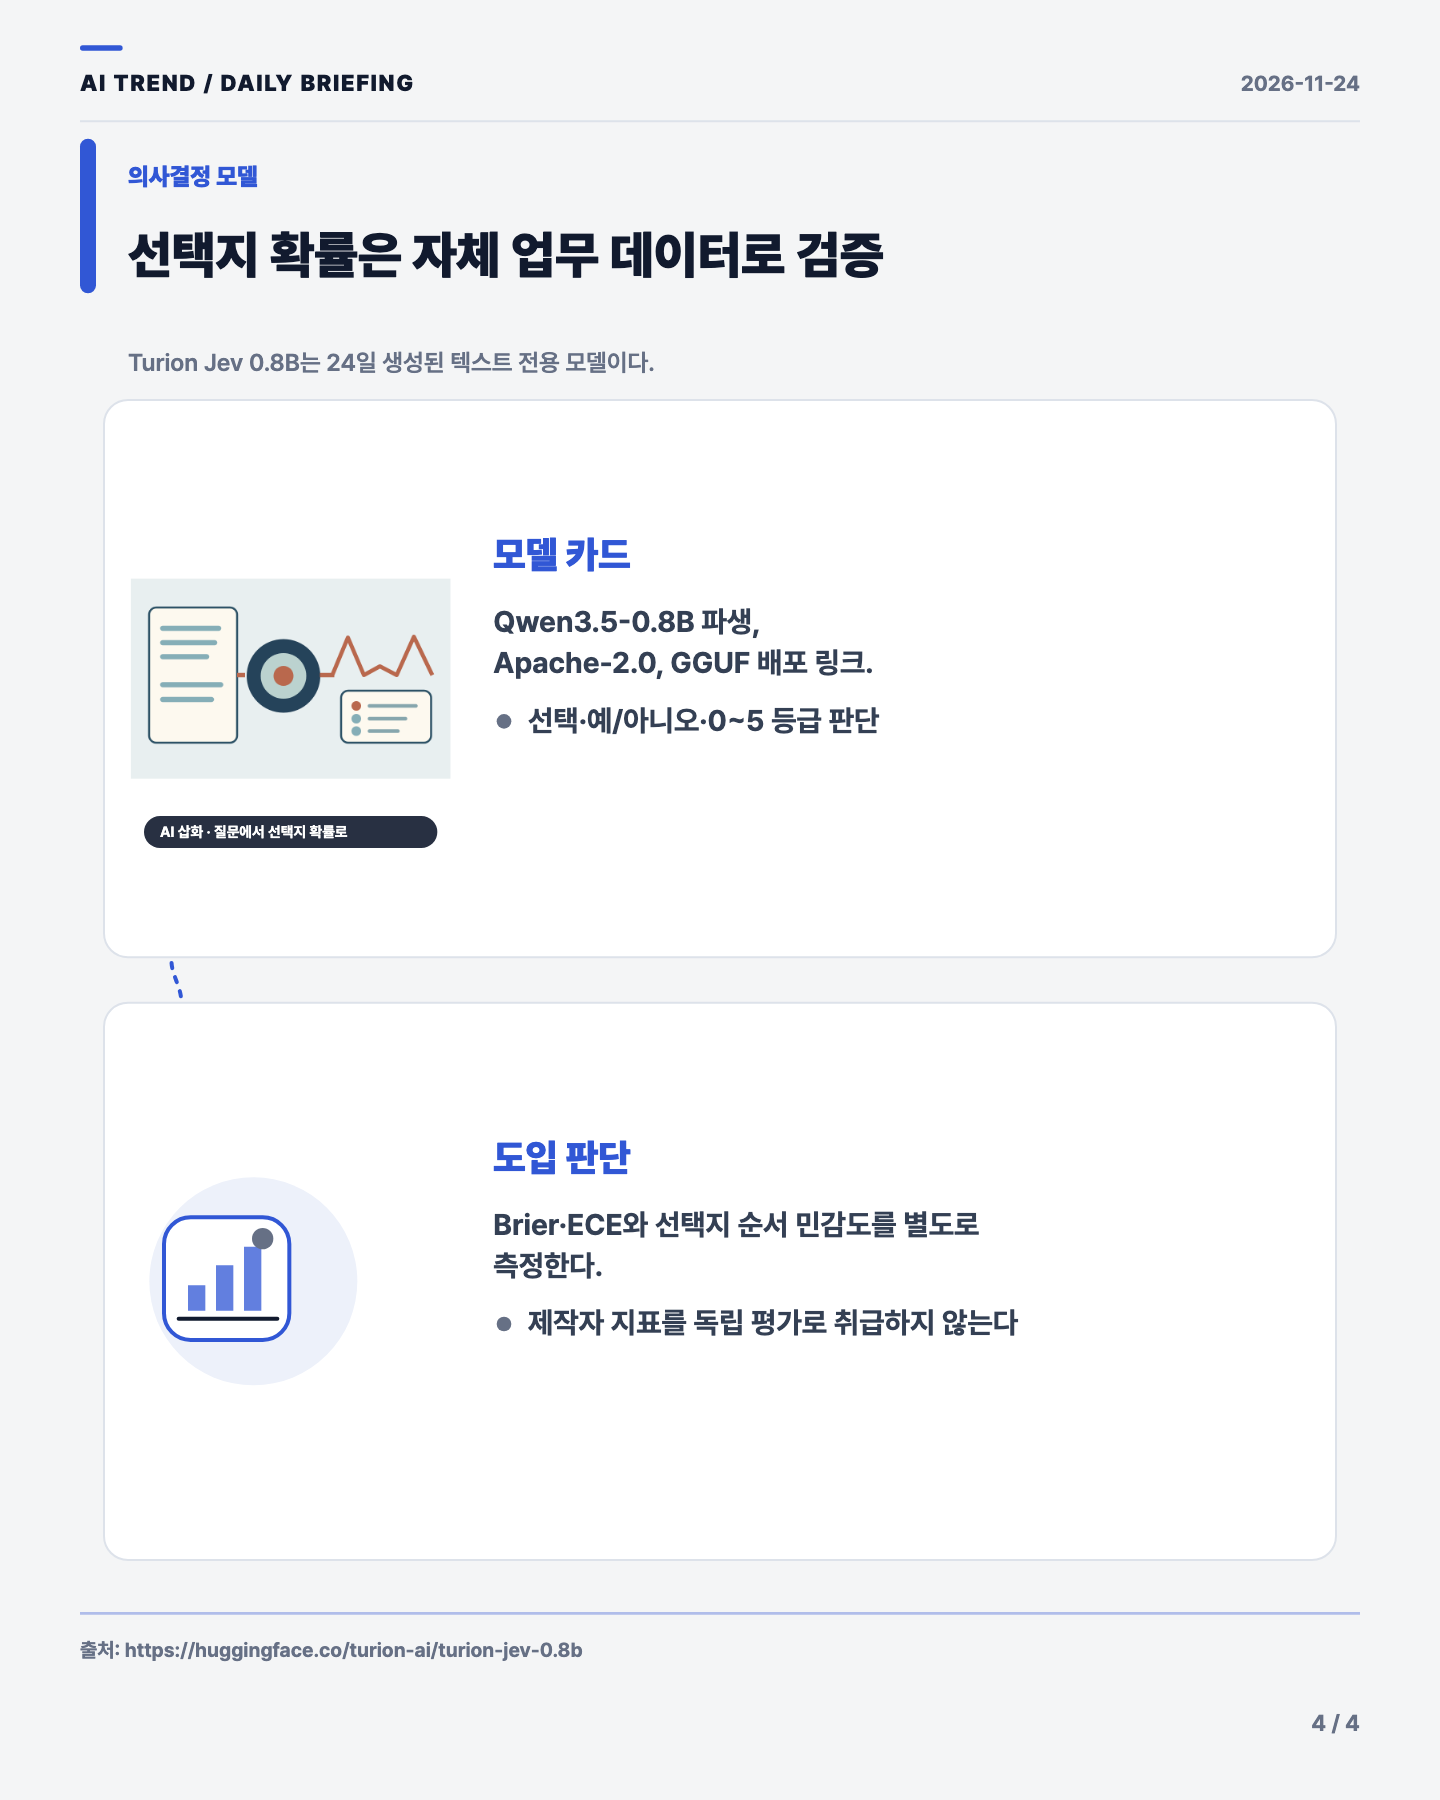 AI TREND / DAILY BRIEFING
2026-11-24
의사결정 모델
선택지 확률은 자체 업무 데이터로 검증
Turion Jev 0.8B는 24일 생성된 텍스트 전용 모델이다.
모델 카드
Qwen3.5-0.8B 파생,
Apache-2.0, GGUF 배포 링크.
선택·예/아니오·0~5 등급 판단
AI 삽화 · 질문에서 선택지 확률로
도입 판단
Brier·ECE와 선택지 순서 민감도를 별도로
측정한다.
제작자 지표를 독립 평가로 취급하지 않는다
출처: https://huggingface.co/turion-ai/turion-jev-0.8b
4 / 4